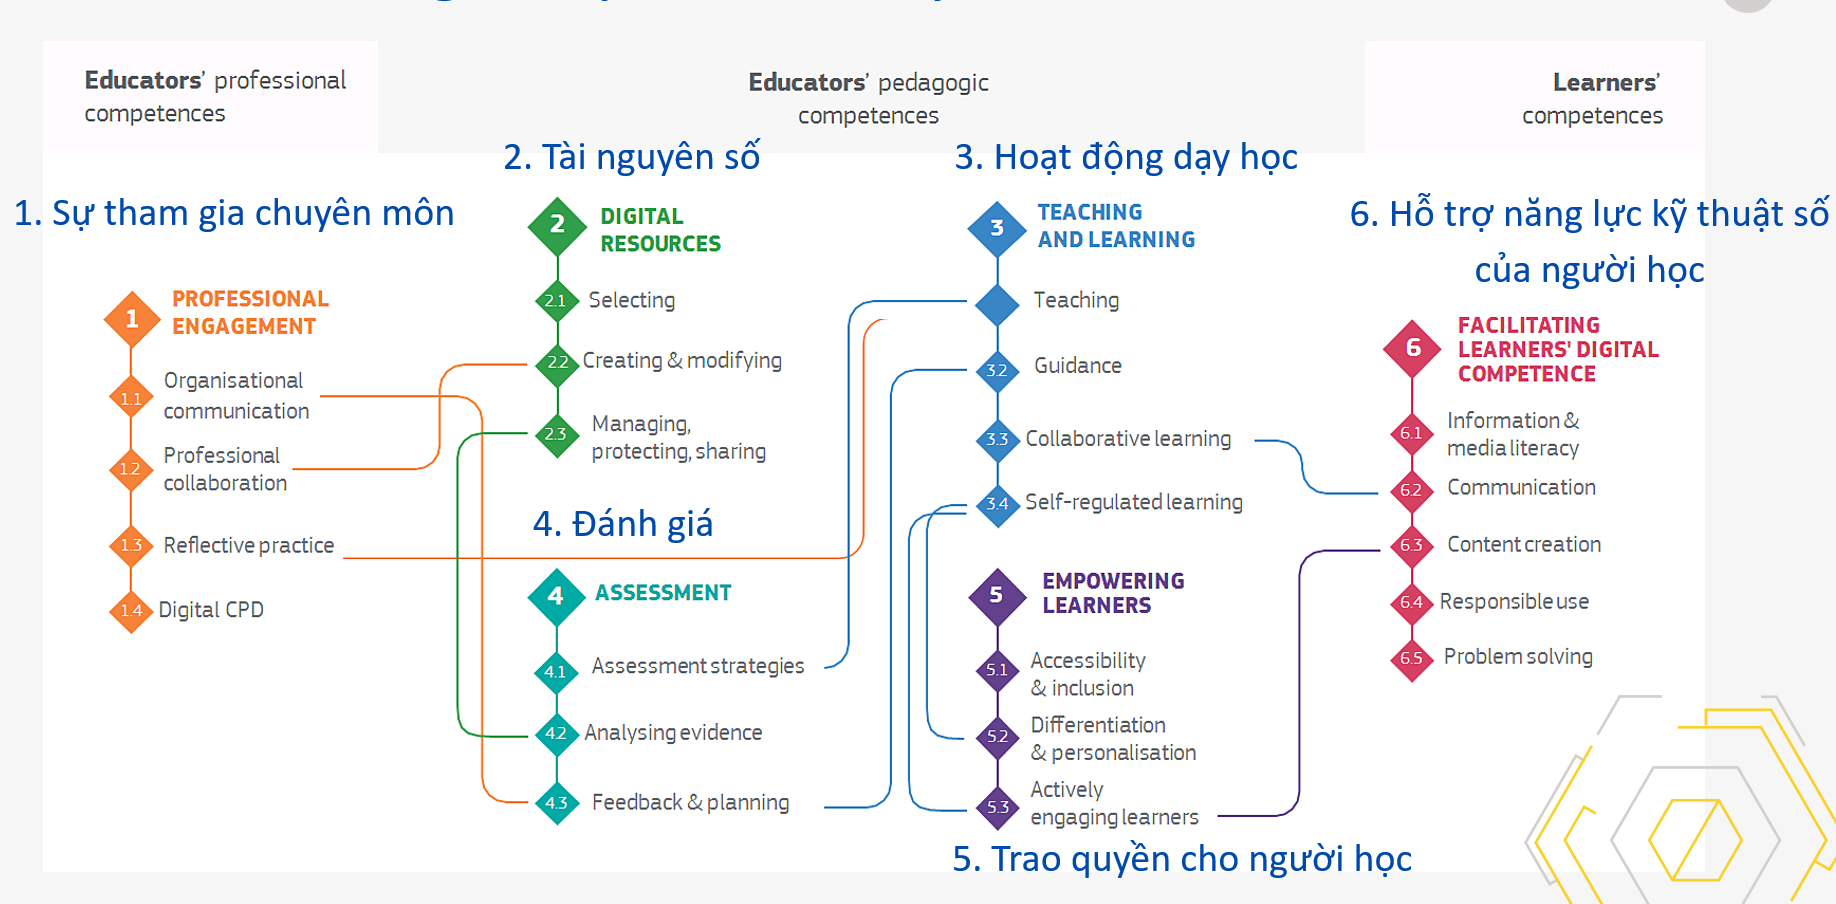 Educators’ professional
competences
Educators’ pedagogic
competences
Learners’
competences
1. Sự tham gia chuyên môn
1
PROFESSIONAL
ENGAGEMENT
1.1
Organisational
communication
1.2
Professional
collaboration
1.3
Reflective practice
1.4
Digital CPD
2. Tài nguyên số
2
DIGITAL
RESOURCES
2.1
Selecting
2.2
Creating & modifying
2.3
Managing,
protecting, sharing
4. Đánh giá
4
ASSESSMENT
4.1
Assessment strategies
4.2
Analysing evidence
4.3
Feedback & planning
3. Hoạt động dạy học
3
TEACHING
AND LEARNING
Teaching
3.2
Guidance
3.3
Collaborative learning
3.4
Self-regulated learning
5
EMPOWERING
LEARNERS
5.1
Accessibility
& inclusion
5.2
Differentiation
& personalisation
5.3
Actively
engaging learners
5. Trao quyền cho người học
6. Hỗ trợ năng lực kỹ thuật số
của người học
6
FACILITATING
LEARNERS' DIGITAL
COMPETENCE
6.1
Information &
media literacy
6.2
Communication
6.3
Content creation
6.4
Responsible use
6.5
Problem solving